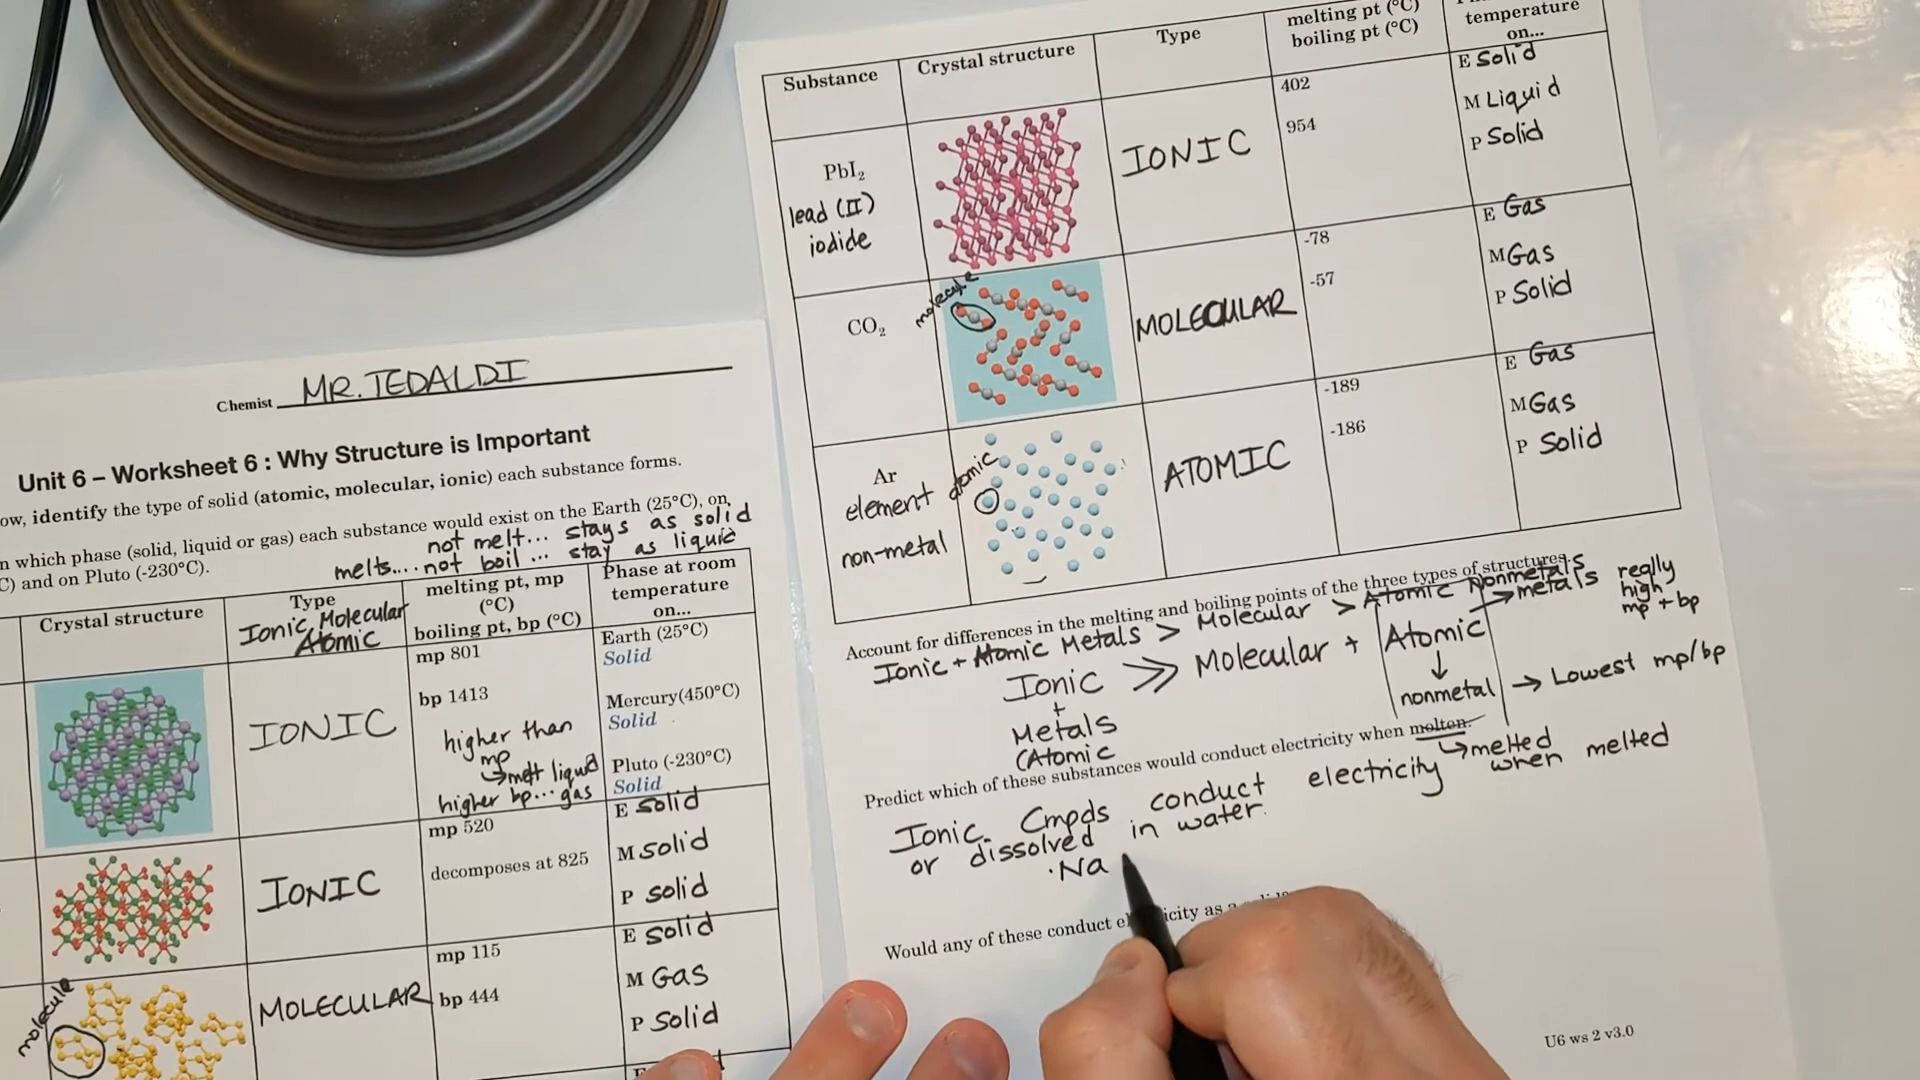 Chemist MR. TEDALDI
Unit 6 – Worksheet 6 : Why Structure is Important
ow, identify the type of solid (atomic, molecular, ionic) each substance forms.
n which phase (solid, liquid or gas) each substance would exist on the Earth (25°C), on,
not melt... stays as solid
C) and on Pluto (-230°C).
melts.... not boil ... stay as liquid
Crystal structure
Type
Ionic, Molecular
Atomic
melting pt, mp
(°C)
boiling pt, bp (°C)
Phase at room
temperature
on...
IONIC
mp 801
bp 1413
higher than
mp
↳ melt liquid
higher bp... gas
Earth (25°C)
Solid
Mercury(450°C)
Solid
Pluto (-230°C)
Solid
IONIC
mp 520
decomposes at 825
E Solid
M Solid
P Solid
molecule
MOLECULAR
mp 115
bp 444
E Solid
M Gas
P Solid
E
Substance
Crystal structure
Type
melting pt (°C)
boiling pt (°C)
temperature
on...
PbI₂
lead (II)
iodide
IONIC
402
954
E Solid
M Liquid
P Solid
CO₂
molecule
MOLECULAR
-78
-57
E Gas
M Gas
P Solid
Ar
element
non-metal
atomic
ATOMIC
-189
-186
E Gas
M Gas
P Solid
Account for differences in the melting and boiling points of the three types of structures.
Ionic + Atomic Metals > Molecular > Atomic Nonmetals
Ionic >> Molecular + Atomic → metals really
high
mp + bp
+
Metals
(Atomic
↓
nonmetal → Lowest mp/bp
Predict which of these substances would conduct electricity when molten.
↳ melted
Ionic Cmpds conduct electricity when melted
or dissolved in water.
· Na
Would any of these conduct as a
U6 ws 2 v3.0